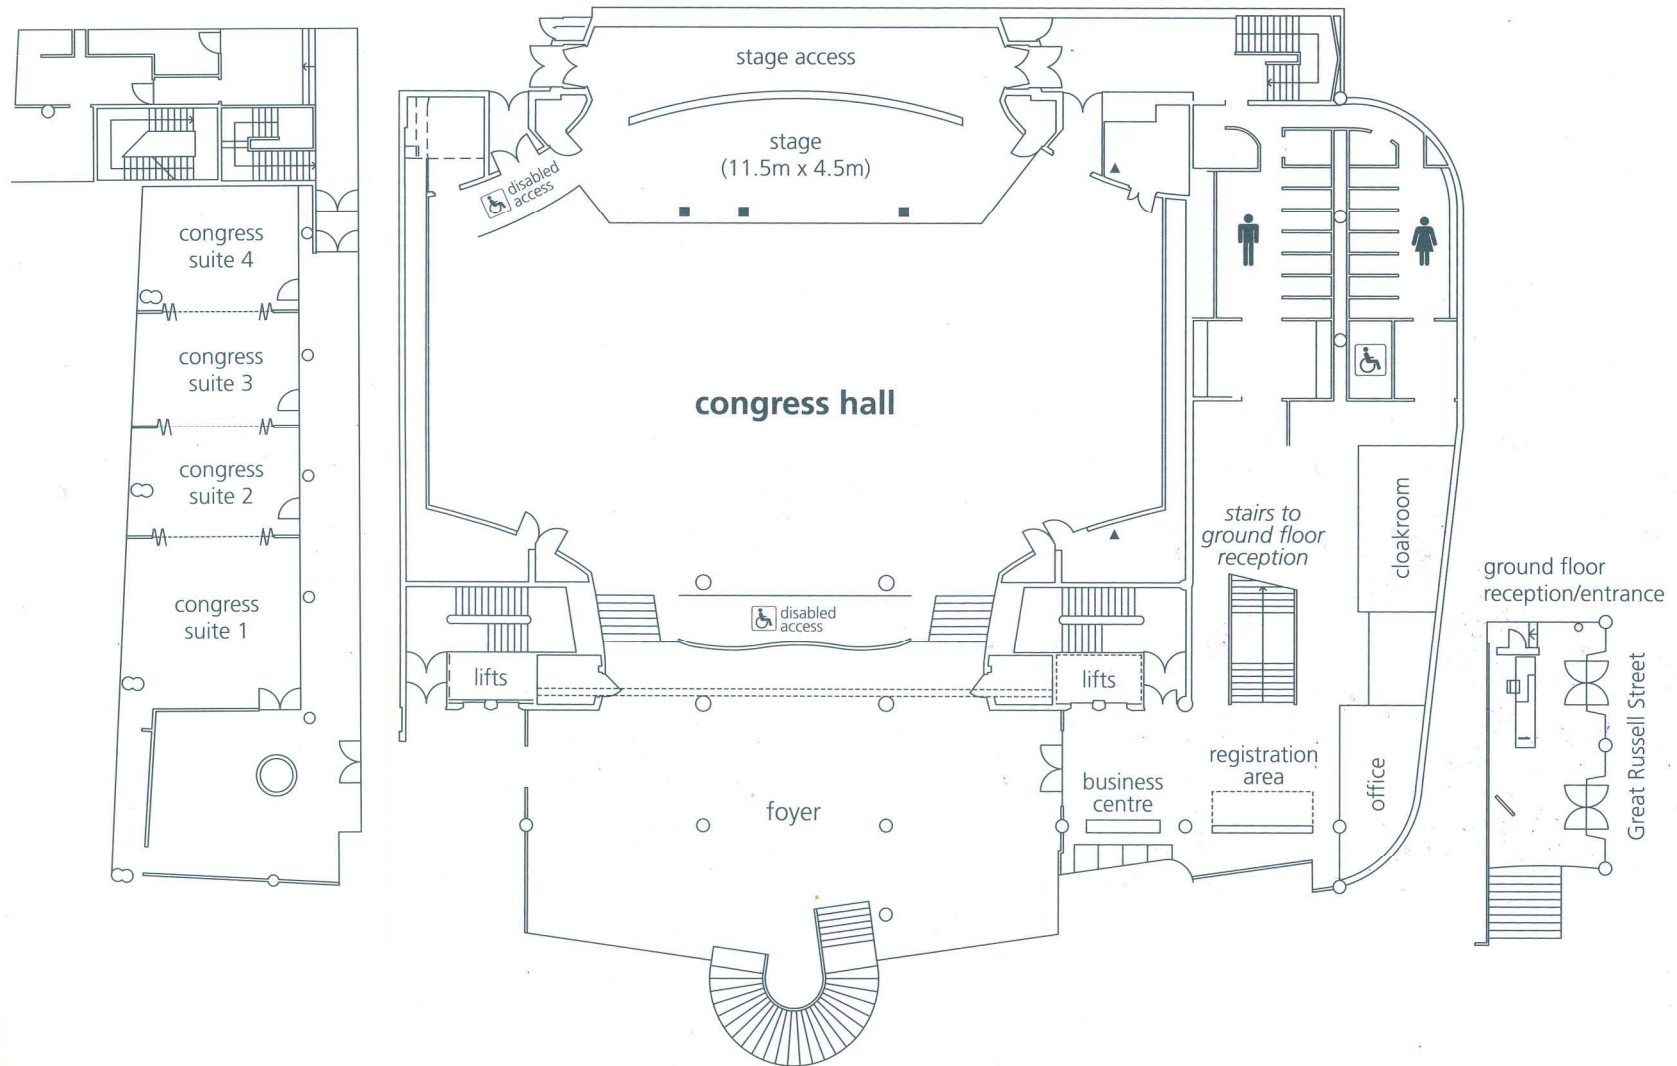 stage access
stage
(11.5m x 4.5m)
disabled
access
congress
suite 4
congress
suite 3
congress
suite 2
congress
suite 1
congress hall
disabled
access
lifts
lifts
stairs to
ground floor
reception
cloakroom
ground floor
reception/entrance
Great Russell Street
foyer
business
centre
registration
area
office